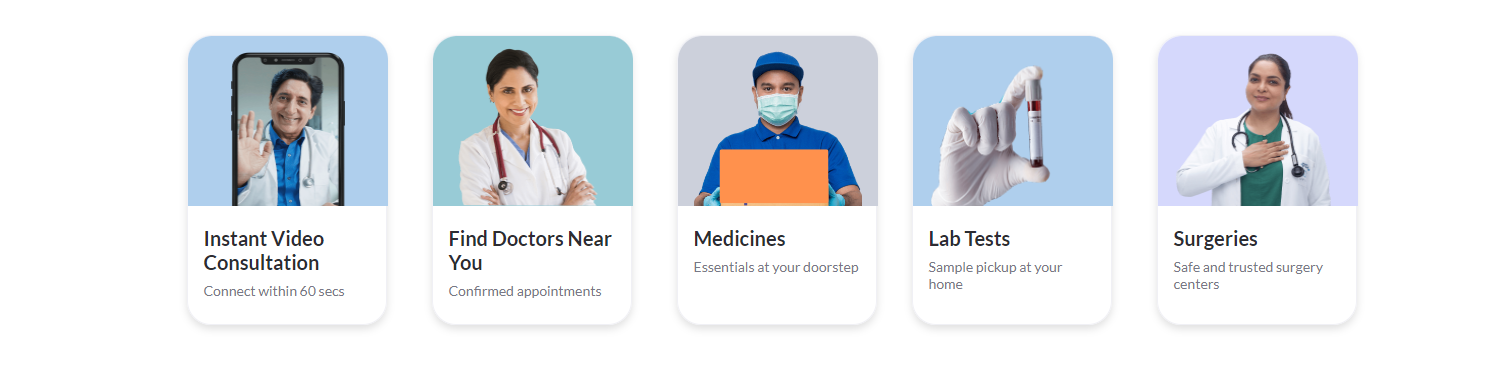 Instant Video
Consultation
Connect within 60 secs
Find Doctors Near
You
Confirmed appointments
Medicines
Essentials at your doorstep
Lab Tests
Sample pickup at your
home
Surgeries
Safe and trusted surgery
centers